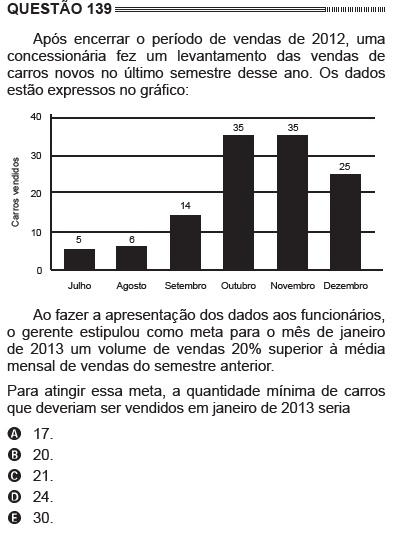 QUESTÃO 139
Após encerrar o período de vendas de 2012, uma
concessionária fez um levantamento das vendas de
carros novos no último semestre desse ano. Os dados
estão expressos no gráfico:
Carros vendidos
40
30
20
10
0
5
6
14
35
35
25
Julho Agosto Setembro Outubro Novembro Dezembro
Ao fazer a apresentação dos dados aos funcionários,
o gerente estipulou como meta para o mês de janeiro
de 2013 um volume de vendas 20% superior à média
mensal de vendas do semestre anterior.
Para atingir essa meta, a quantidade mínima de carros
que deveriam ser vendidos em janeiro de 2013 seria
A 17.
B 20.
C 21.
D 24.
E 30.